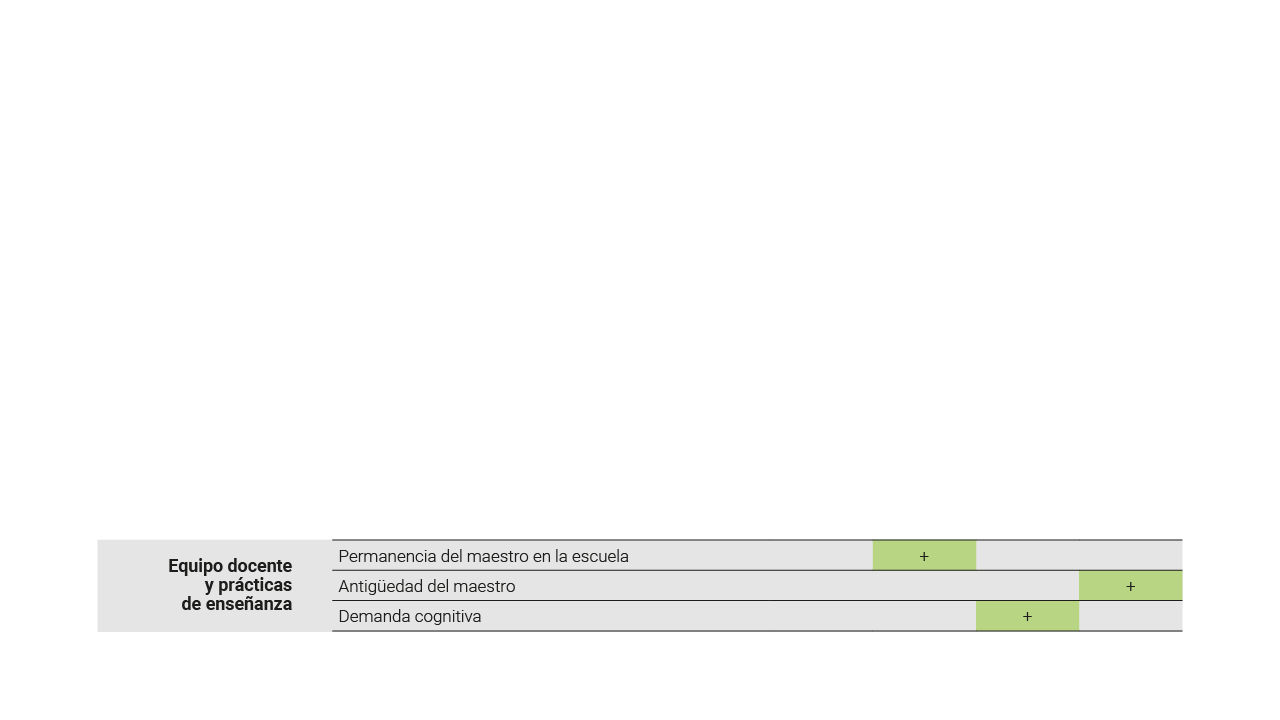 Equipo docente
y prácticas
de enseñanza
Permanencia del maestro en la escuela +
Antigüedad del maestro +
Demanda cognitiva +